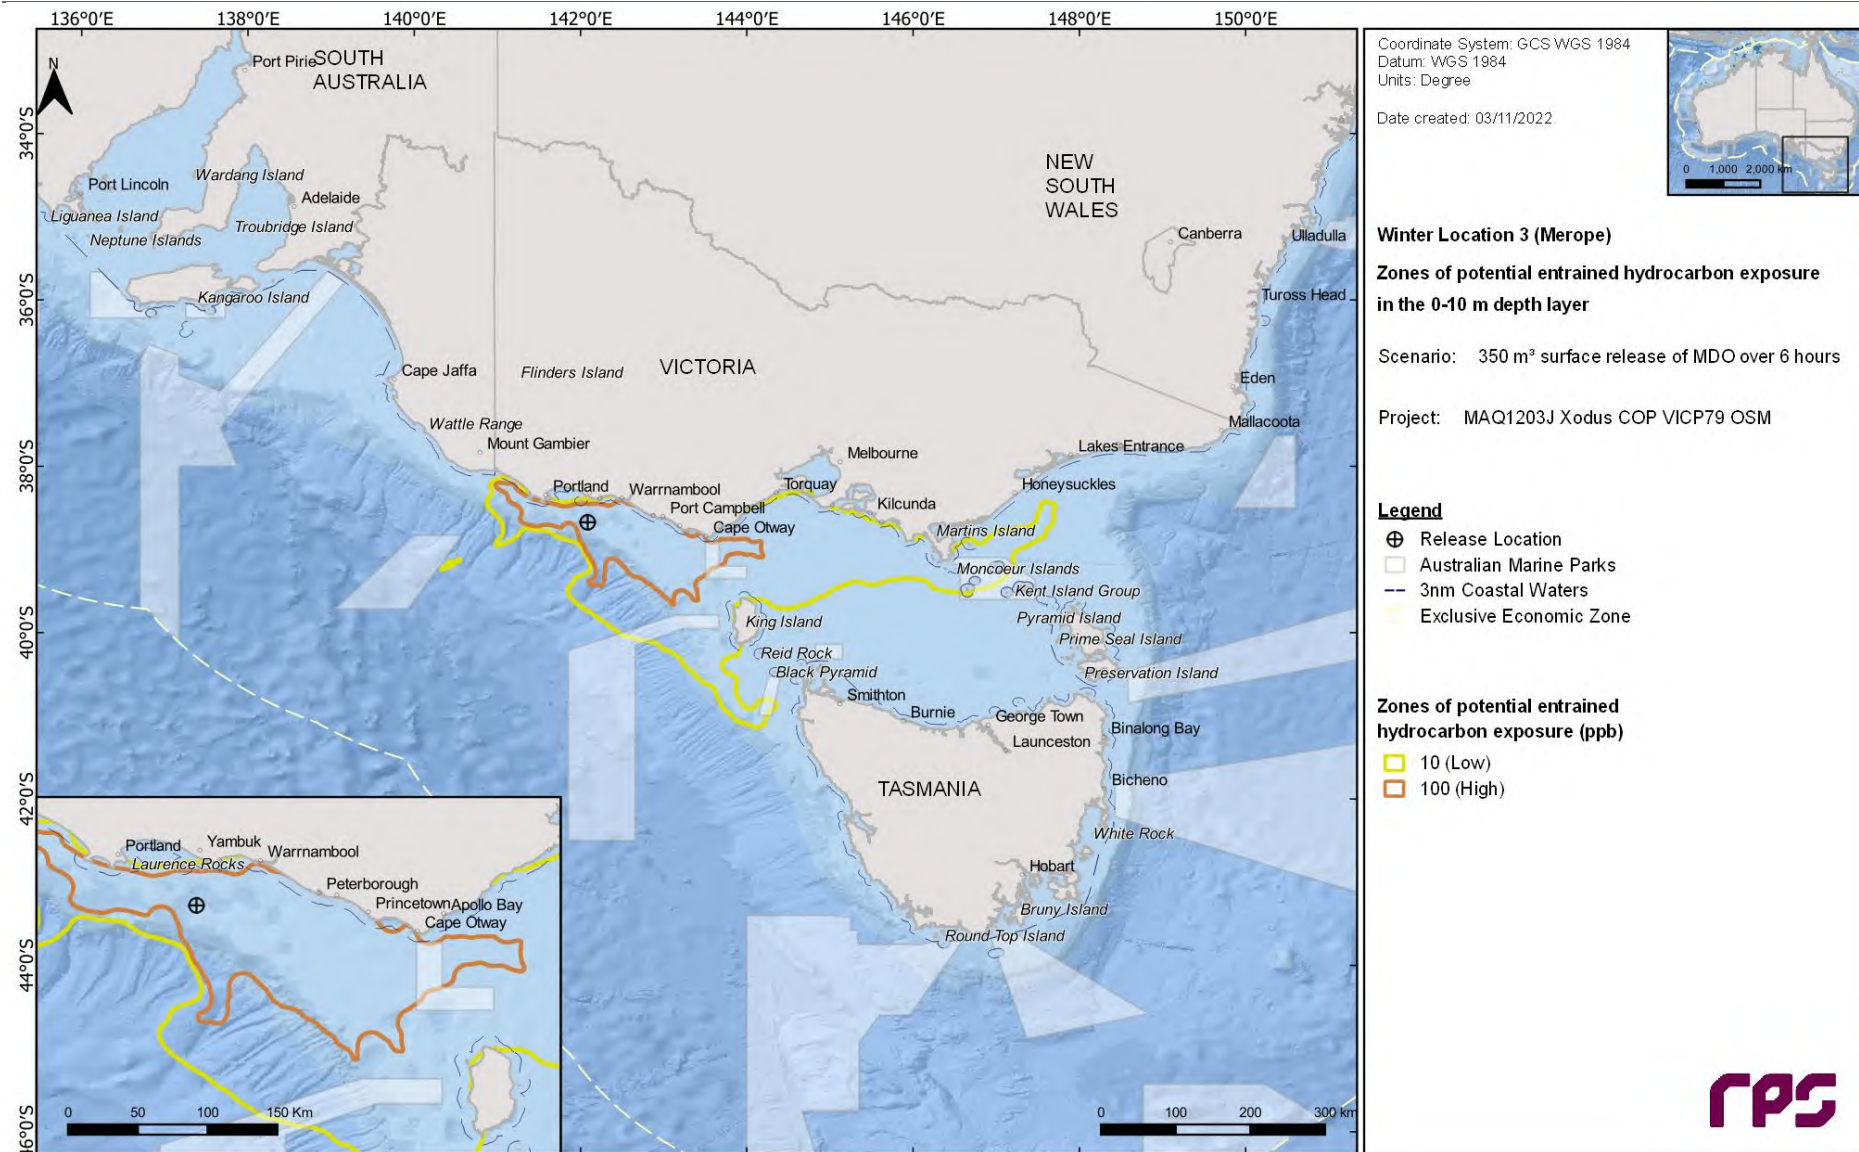 136°0'E 138°0'E 140°0'E 142°0'E 144°0'E 146°0'E 148°0'E 150°0'E
34°0'S
36°0'S
38°0'S
40°0'S
42°0'S
44°0'S
46°0'S
N
Port Pirie
SOUTH
AUSTRALIA
Wardang Island
Port Lincoln
Adelaide
Liguanea Island
Troubridge Island
Neptune Islands
Kangaroo Island
NEW
SOUTH
WALES
Canberra
Ulladulla
Tuross Head
Cape Jaffa
Flinders Island
VICTORIA
Eden
Wattle Range
Mallacoota
Mount Gambier
Lakes Entrance
Melbourne
Portland
Warrnambool
Torquay
Honeysuckles
Port Campbell
Kilcunda
Cape Otway
Martins Island
Moncoeur Islands
Kent Island Group
King Island
Pyramid Island
Prime Seal Island
Reid Rock
Black Pyramid
Preservation Island
Smithton
Burnie
George Town
Binalong Bay
Launceston
Bicheno
TASMANIA
White Rock
Hobart
Bruny Island
Round Top Island
0 100 200 300 km
Portland
Yambuk
Warrnambool
Laurence Rocks
Peterborough
Princetown
Apollo Bay
Cape Otway
0 50 100 150 Km
Coordinate System: GCS WGS 1984
Datum: WGS 1984
Units: Degree
Date created: 03/11/2022
0 1,000 2,000 km
Winter Location 3 (Merope)
Zones of potential entrained hydrocarbon exposure
in the 0-10 m depth layer
Scenario: 350 m³ surface release of MDO over 6 hours
Project: MAQ1203J Xodus COP VICP79 OSM
Legend
Release Location
Australian Marine Parks
3nm Coastal Waters
Exclusive Economic Zone
Zones of potential entrained
hydrocarbon exposure (ppb)
10 (Low)
100 (High)
rps